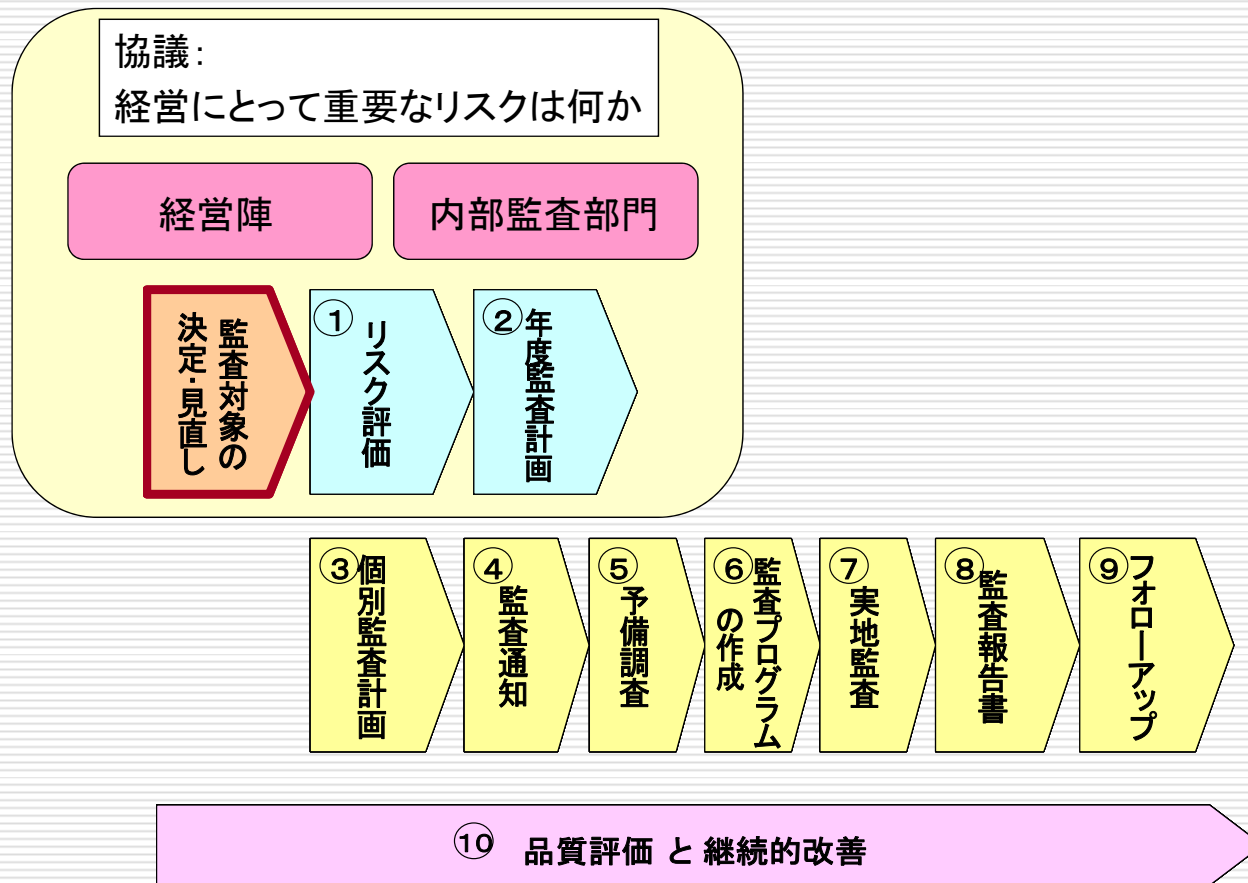 協議：
経営にとって重要なリスクは何か
経営陣
内部監査部門
監査対象の
決定・見直し
①
リスク評価
②
年度監査計画
③
個別監査計画
④
監査通知
⑤
予備調査
⑥
監査プログラム
の作成
⑦
実地監査
⑧
監査報告書
⑨
フォローアップ
⑩ 品質評価 と 継続的改善